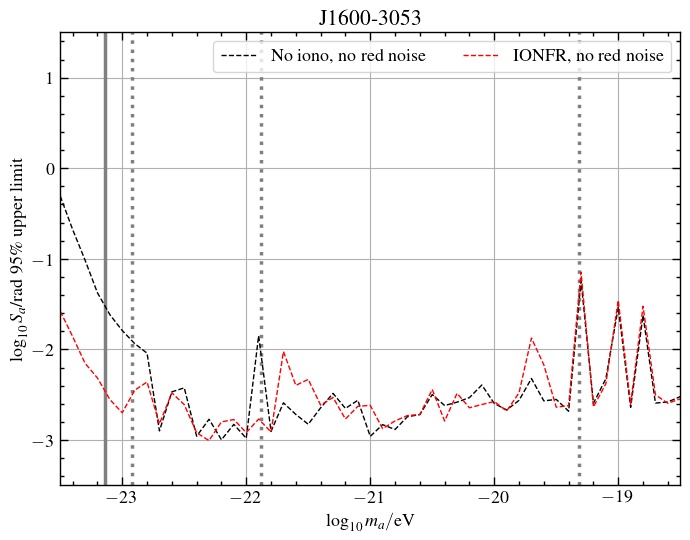 J1600-3053
No iono, no red noise
IONFR, no red noise
log₁₀ Sₐ/rad 95% upper limit
1
0
−1
−2
−3
−23
−22
−21
−20
−19
log₁₀ mₐ/eV